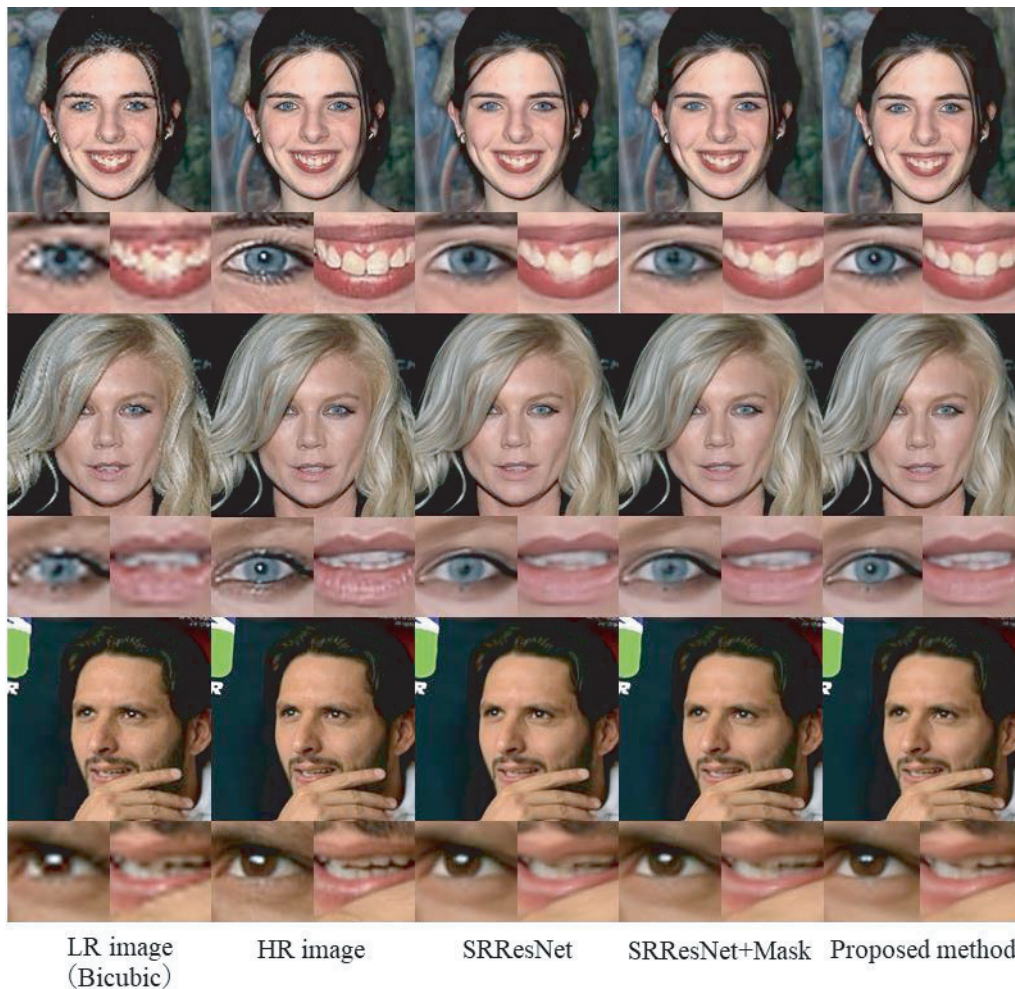 LR image
（Bicubic）
HR image
SRResNet
SRResNet+Mask
Proposed method